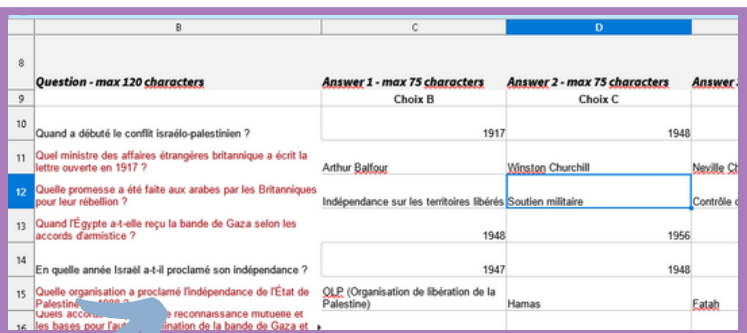 B C D
8
Question - max 120 characters Answer 1 - max 75 characters Answer 2 - max 75 characters Answer
9 Choix B Choix C
10 Quand a débuté le conflit israélo-palestinien ? 1917 1948
11 Quel ministre des affaires étrangères britannique a écrit la
lettre ouverte en 1917 ? Arthur Balfour Winston Churchill Neville
12 Quelle promesse a été faite aux arabes par les Britanniques
pour leur rébellion ? Indépendance sur les territoires libérés Soutien militaire Contrôle
13 Quand l'Égypte a-t-elle reçu la bande de Gaza selon les
accords d'armistice ? 1948 1956
14 En quelle année Israël a-t-il proclamé son indépendance ? 1947 1948
15 Quelle organisation a proclamé l'indépendance de l'État de
Palestine OLP (Organisation de libération de la
Palestine) Hamas Fatah
Quels reconnaissance mutuelle et
16 les bases pour de la bande de Gaza et